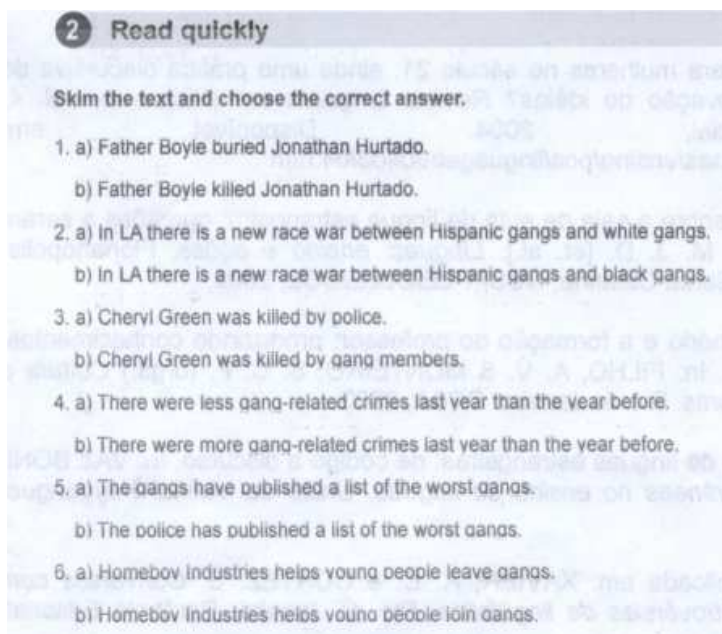 2 Read quickly
Skim the text and choose the correct answer.
1. a) Father Boyle buried Jonathan Hurtado.
b) Father Boyle killed Jonathan Hurtado.
2. a) In LA there is a new race war between Hispanic gangs and white gangs.
b) In LA there is a new race war between Hispanic gangs and black gangs.
3. a) Cheryl Green was killed by police.
b) Cheryl Green was killed by gang members.
4. a) There were less gang-related crimes last year than the year before.
b) There were more gang-related crimes last year than the year before.
5. a) The gangs have published a list of the worst gangs.
b) The police has published a list of the worst gangs.
6. a) Homeboy Industries helps young people leave gangs.
b) Homeboy Industries helps young people join gangs.